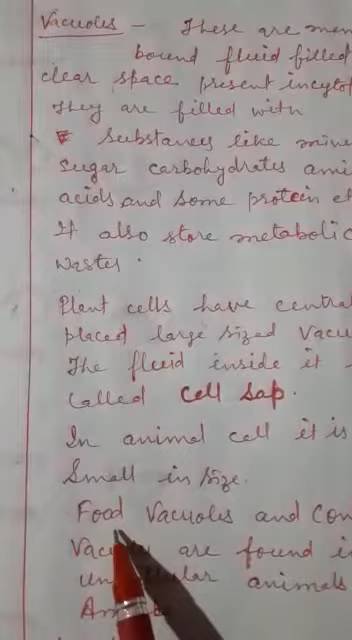 Vacuoles - These are mem
bound fluid filled
clear space present in cytop
They are filled with
Substances like mine
Sugar carbohydrates ami
acids, and some protein et
It also store metabolic
wastes.
Plant cells have central
placed large sized Vacu
The fluid inside it
called Cell Sap.
In animal cell it is
Small in size.
Food Vacuoles and Con
are found i
animals